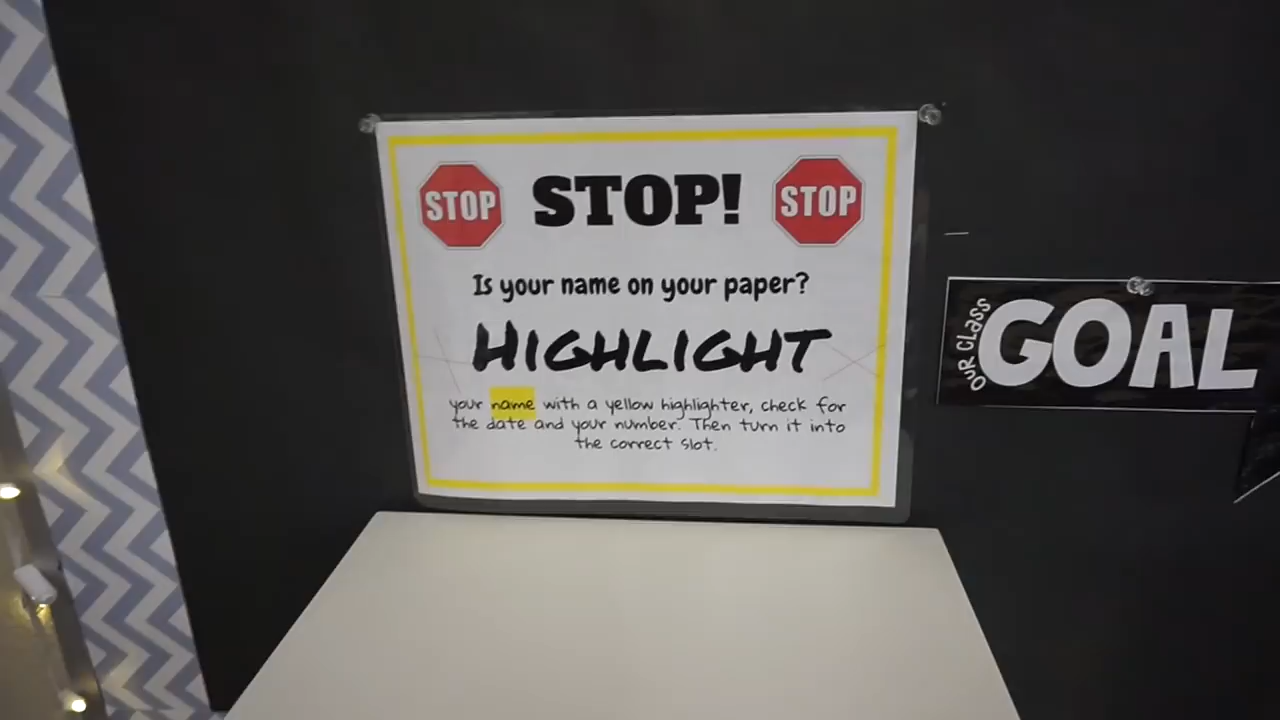 STOP STOP! STOP
Is your name on your paper?
HIGHLIGHT
your name with a yellow highlighter, check for
the date and your number. Then turn it into
the correct slot.
OUR CLASS
GOAL